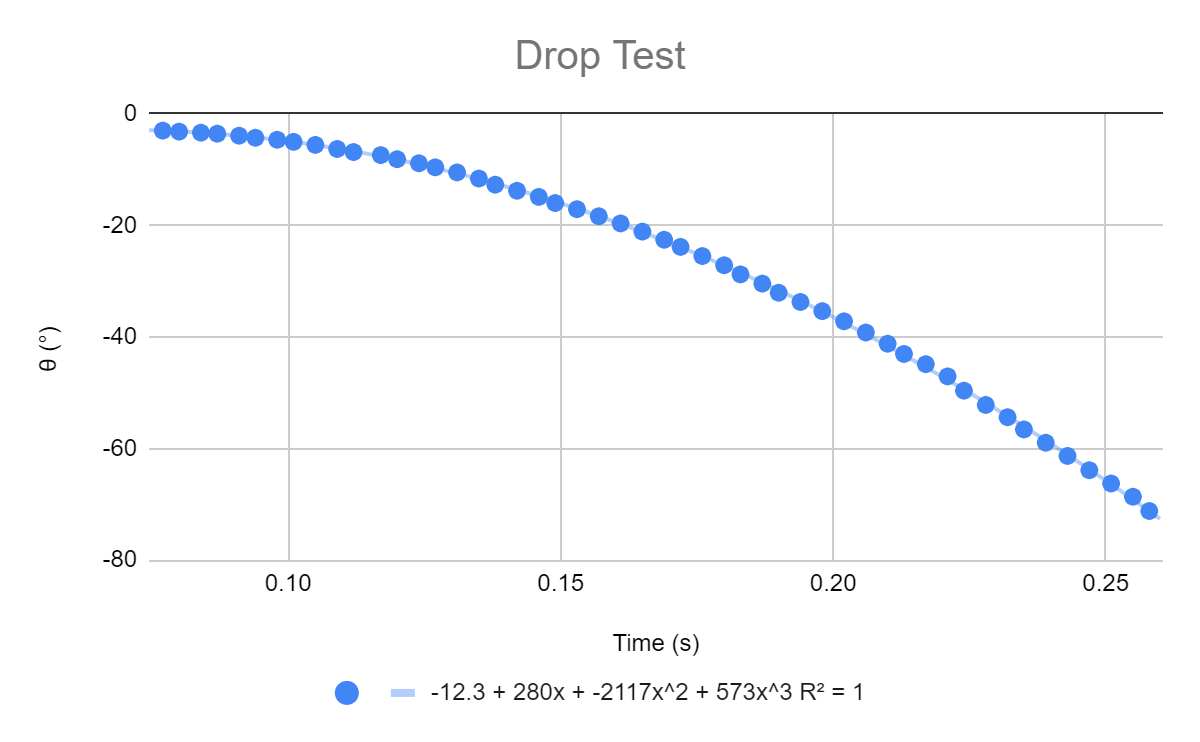 Drop Test
0
-20
-40
-60
-80
θ (°)
0.10 0.15 0.20 0.25
Time (s)
-12.3 + 280x + -2117x^2 + 573x^3 R² = 1